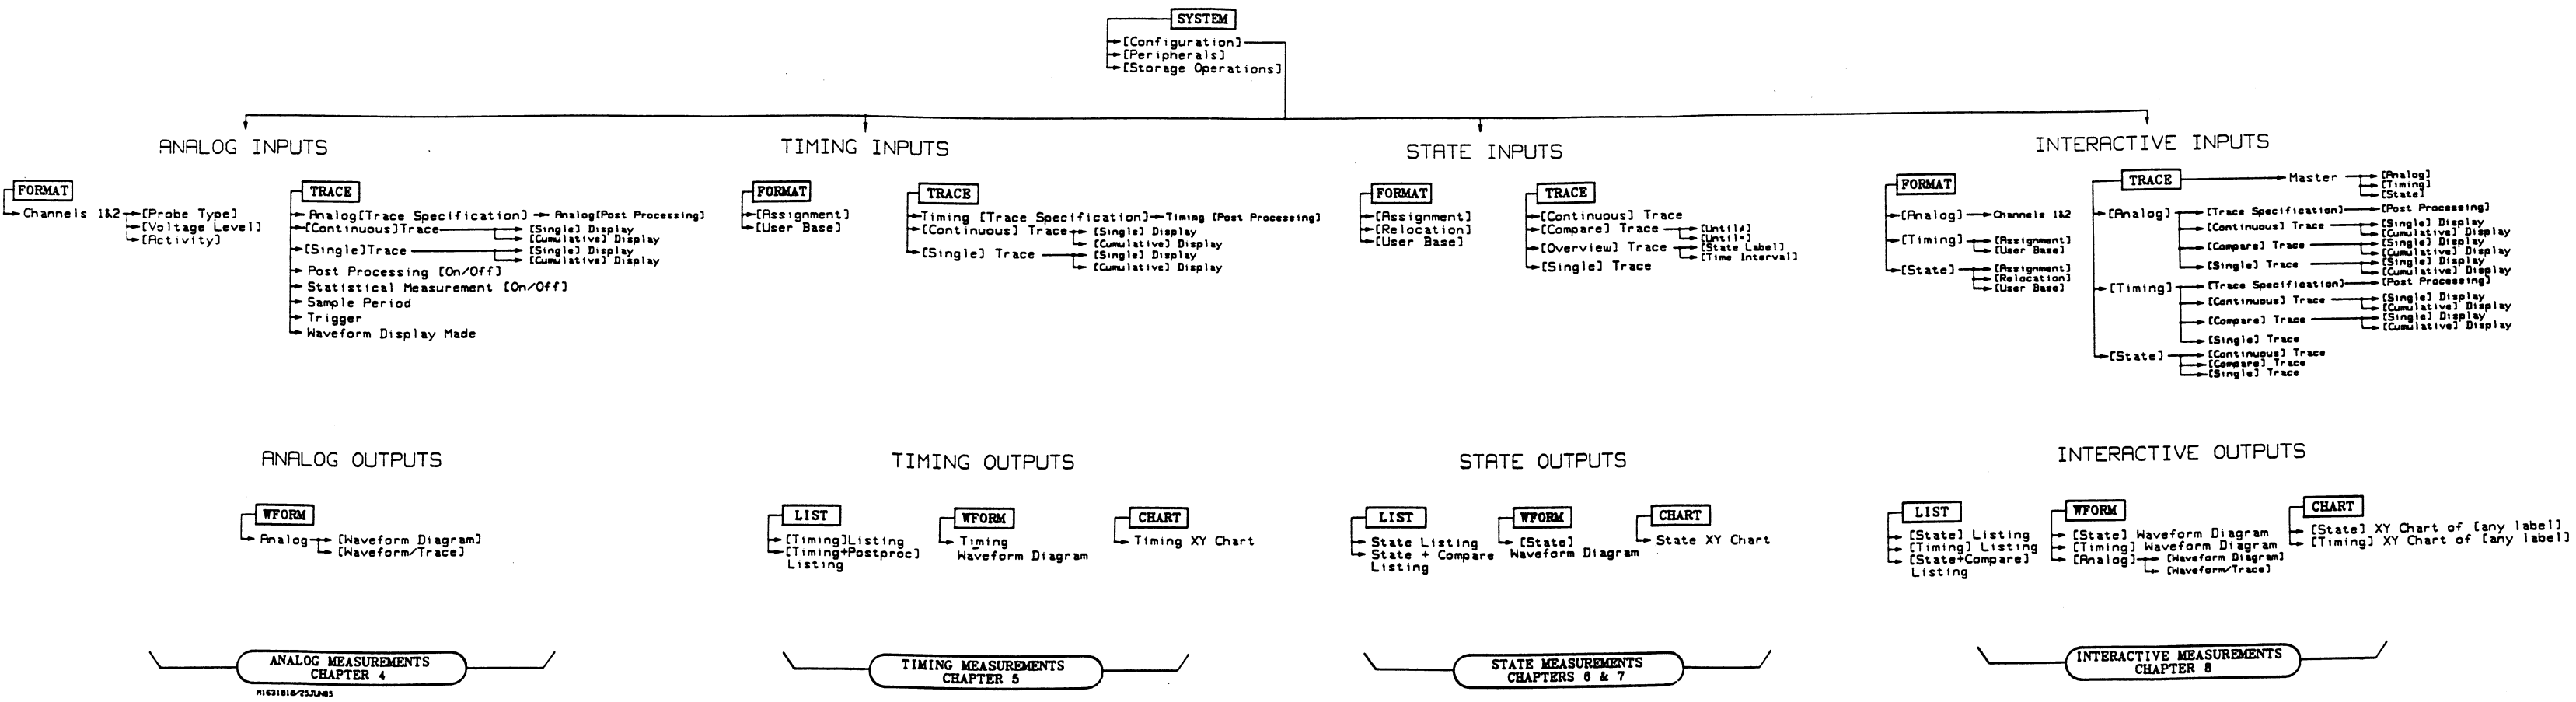 SYSTEM
[Configuration]
[Peripherals]
[Storage Operations]
ANALOG INPUTS
FORMAT
Channels 1&2
[Probe Type]
[Voltage Level]
[Activity]
TRACE
Analog[Trace Specification]
Analog[Post Processing]
[Continuous]Trace
[Single] Display
[Cumulative] Display
[Single]Trace
[Single] Display
[Cumulative] Display
Post Processing [On/Off]
Statistical Measurement [On/Off]
Sample Period
Trigger
Waveform Display Made
TIMING INPUTS
FORMAT
[Assignment]
[User Base]
TRACE
Timing [Trace Specification]
Timing [Post Processing]
[Continuous] Trace
[Single] Display
[Cumulative] Display
[Single] Trace
[Single] Display
[Cumulative] Display
STATE INPUTS
FORMAT
[Assignment]
[Relocation]
[User Base]
TRACE
[Continuous] Trace
[Compare] Trace
[Until≠]
[Until=]
[Overview] Trace
[State Label]
[Time Interval]
[Single] Trace
INTERACTIVE INPUTS
FORMAT
[Analog]
Channels 1&2
[Timing]
[Assignment]
[User Base]
[State]
[Assignment]
[Relocation]
[User Base]
TRACE
Master
[Analog]
[Timing]
[State]
[Analog]
[Trace Specification]
[Post Processing]
[Continuous] Trace
[Single] Display
[Cumulative] Display
[Compare] Trace
[Single] Display
[Cumulative] Display
[Single] Trace
[Single] Display
[Cumulative] Display
[Timing]
[Trace Specification]
[Post Processing]
[Continuous] Trace
[Single] Display
[Cumulative] Display
[Compare] Trace
[Single] Display
[Cumulative] Display
[Single] Trace
[State]
[Continuous] Trace
[Compare] Trace
[Single] Trace
ANALOG OUTPUTS
WFORM
Analog
[Waveform Diagram]
[Waveform/Trace]
TIMING OUTPUTS
LIST
[Timing]Listing
[Timing+Postproc]
Listing
WFORM
Timing
Waveform Diagram
CHART
Timing XY Chart
STATE OUTPUTS
LIST
State Listing
State + Compare
Listing
WFORM
[State]
Waveform Diagram
CHART
State XY Chart
INTERACTIVE OUTPUTS
LIST
[State] Listing
[Timing] Listing
[State+Compare]
Listing
WFORM
[State] Waveform Diagram
[Timing] Waveform Diagram
[Analog]
[Waveform Diagram]
[Waveform/Trace]
CHART
[State] XY Chart of [any label]
[Timing] XY Chart of [any label]
ANALOG MEASUREMENTS
CHAPTER 4
M1631818/25JUN85
TIMING MEASUREMENTS
CHAPTER 5
STATE MEASUREMENTS
CHAPTERS 6 & 7
INTERACTIVE MEASUREMENTS
CHAPTER 8